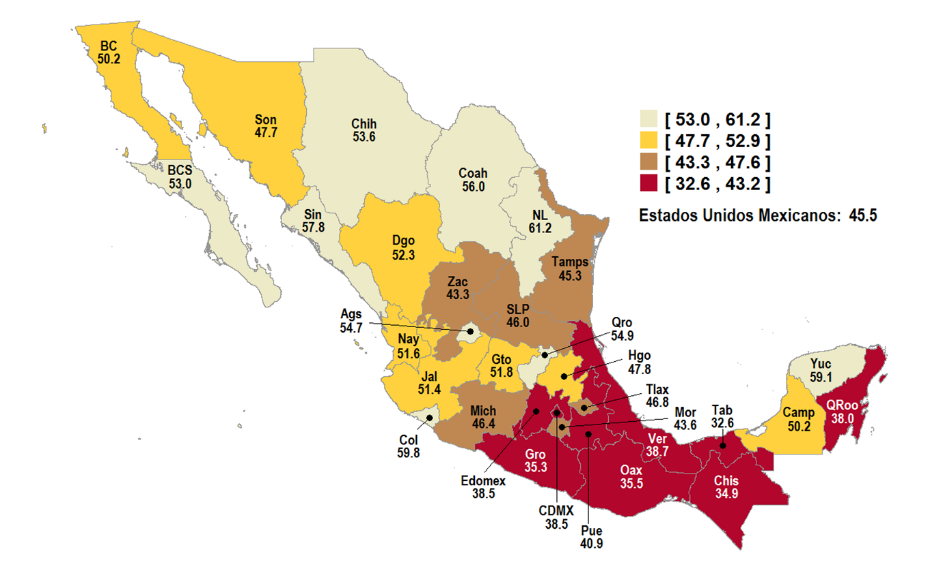 BC
50.2
Son
47.7
Chih
53.6
[ 53.0 , 61.2 ]
[ 47.7 , 52.9 ]
[ 43.3 , 47.6 ]
[ 32.6 , 43.2 ]
Estados Unidos Mexicanos: 45.5
BCS
53.0
Coah
56.0
Sin
57.8
NL
61.2
Dgo
52.3
Tamps
45.3
Zac
43.3
SLP
46.0
Ags
54.7
Qro
54.9
Nay
51.6
Gto
51.8
Hgo
47.8
Yuc
59.1
Jal
51.4
Tlax
46.8
Mich
46.4
Mor
43.6
Tab
32.6
Camp
50.2
QRoo
38.0
Col
59.8
Ver
38.7
Gro
35.3
Oax
35.5
Chis
34.9
Edomex
38.5
CDMX
38.5
Pue
40.9